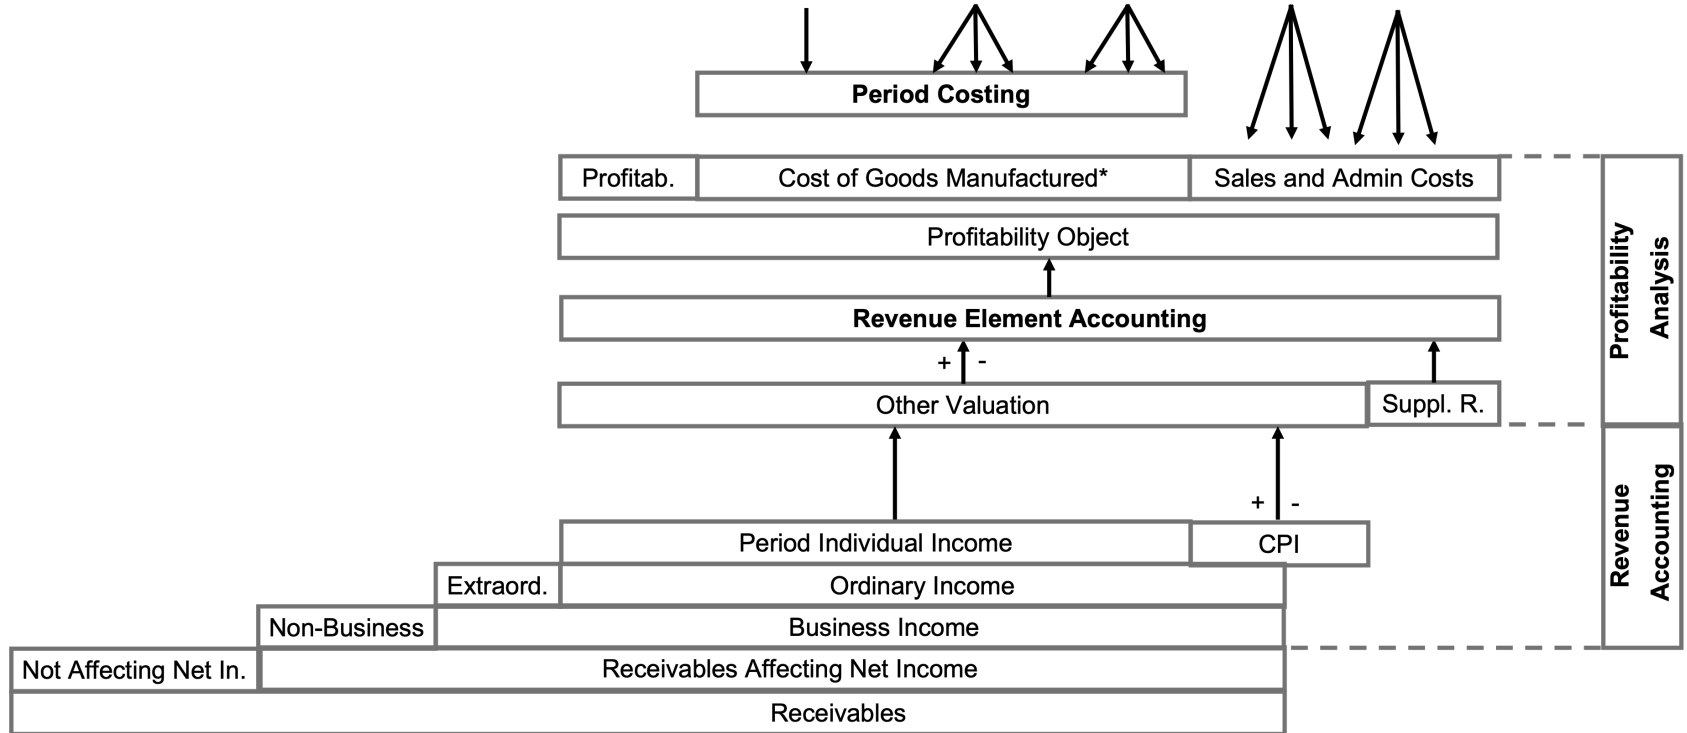 Period Costing
Profitab.
Cost of Goods Manufactured*
Sales and Admin Costs
Profitability Object
Revenue Element Accounting
+ -
Other Valuation
Suppl. R.
+ -
Period Individual Income
CPI
Extraord.
Ordinary Income
Non-Business
Business Income
Not Affecting Net In.
Receivables Affecting Net Income
Receivables
Profitability
Analysis
Revenue
Accounting